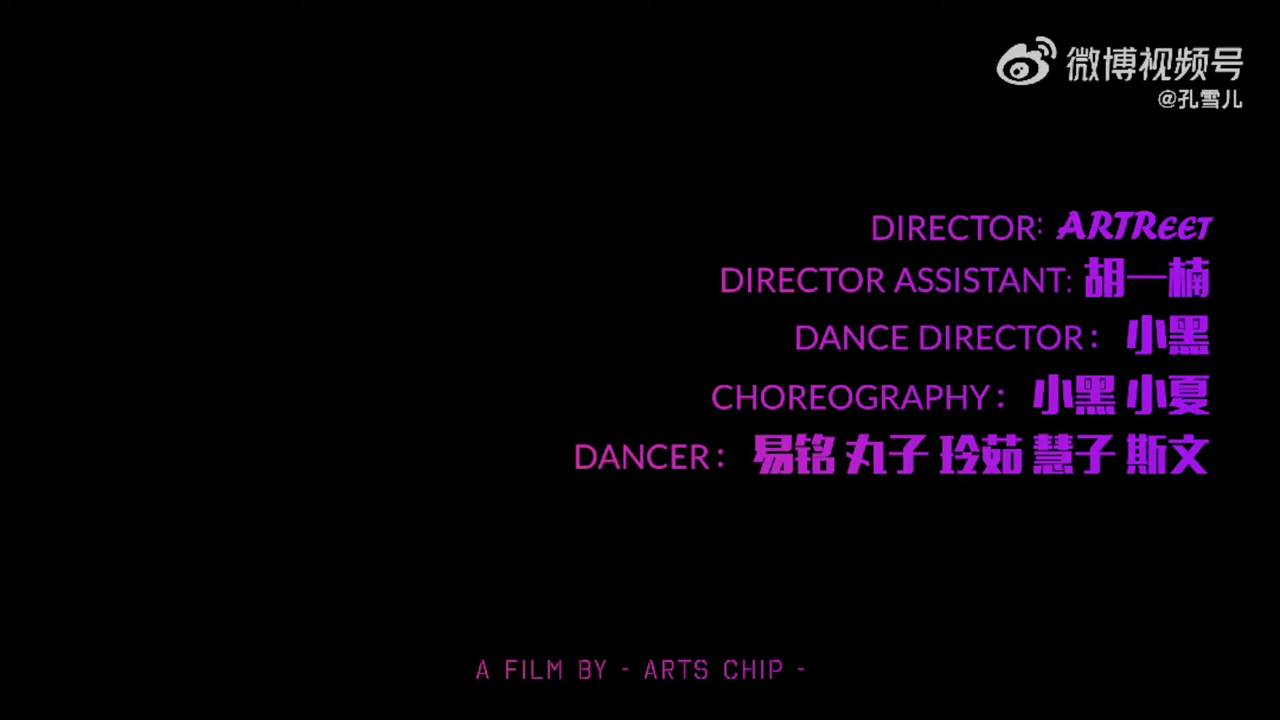 微博视频号
@孔雪儿
DIRECTOR: ARTREET
DIRECTOR ASSISTANT: 胡一楠
DANCE DIRECTOR： 小黑
CHOREOGRAPHY： 小黑 小夏
DANCER： 易铭 丸子 玲茹 慧子 斯文
A FILM BY - ARTS CHIP -